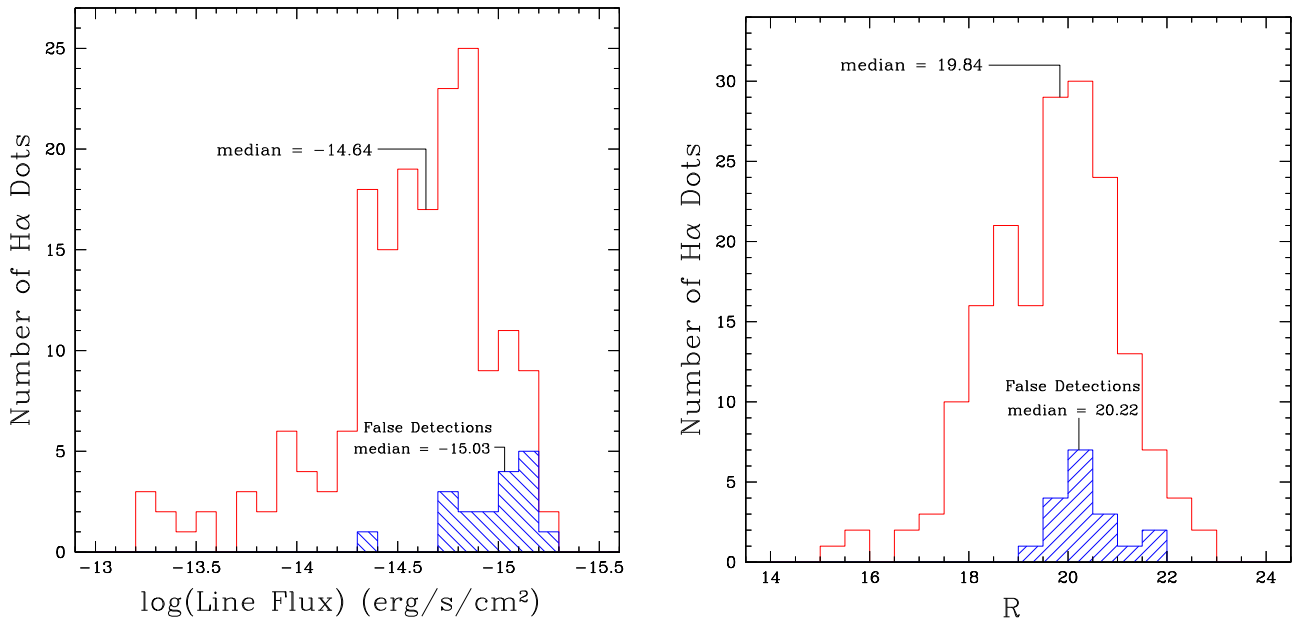 25
20
15
10
5
0
Number of Hα Dots
median = −14.64
False Detections
median = −15.03
−13
−13.5
−14
−14.5
−15
−15.5
log(Line Flux) (erg/s/cm²)
30
25
20
15
10
5
0
Number of Hα Dots
median = 19.84
False Detections
median = 20.22
14
16
18
20
22
24
R